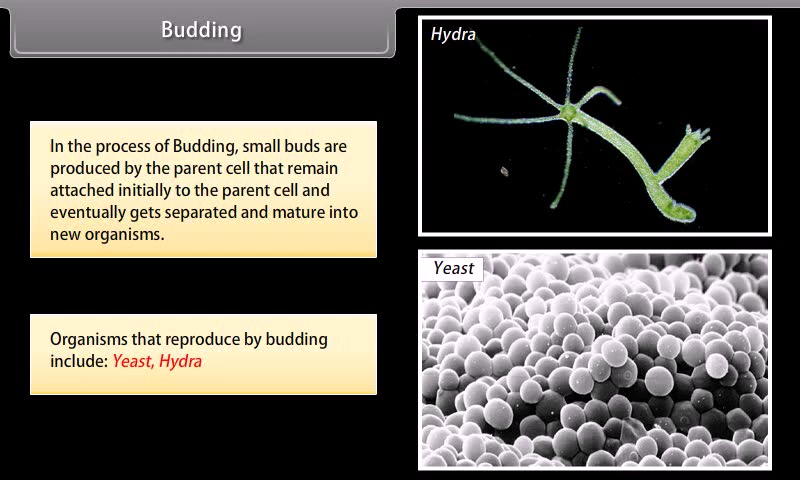 Budding
In the process of Budding, small buds are
produced by the parent cell that remain
attached initially to the parent cell and
eventually gets separated and mature into
new organisms.
Organisms that reproduce by budding
include: Yeast, Hydra
Hydra
Yeast